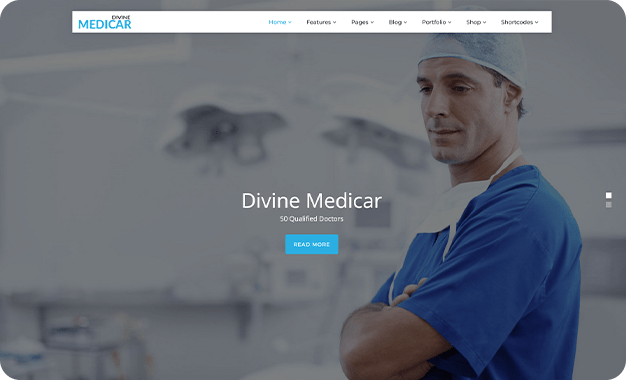 DIVINE
MEDICAR
Home Features Pages Blog Portfolio Shop Shortcodes
Divine Medicar
50 Qualified Doctors
READ MORE